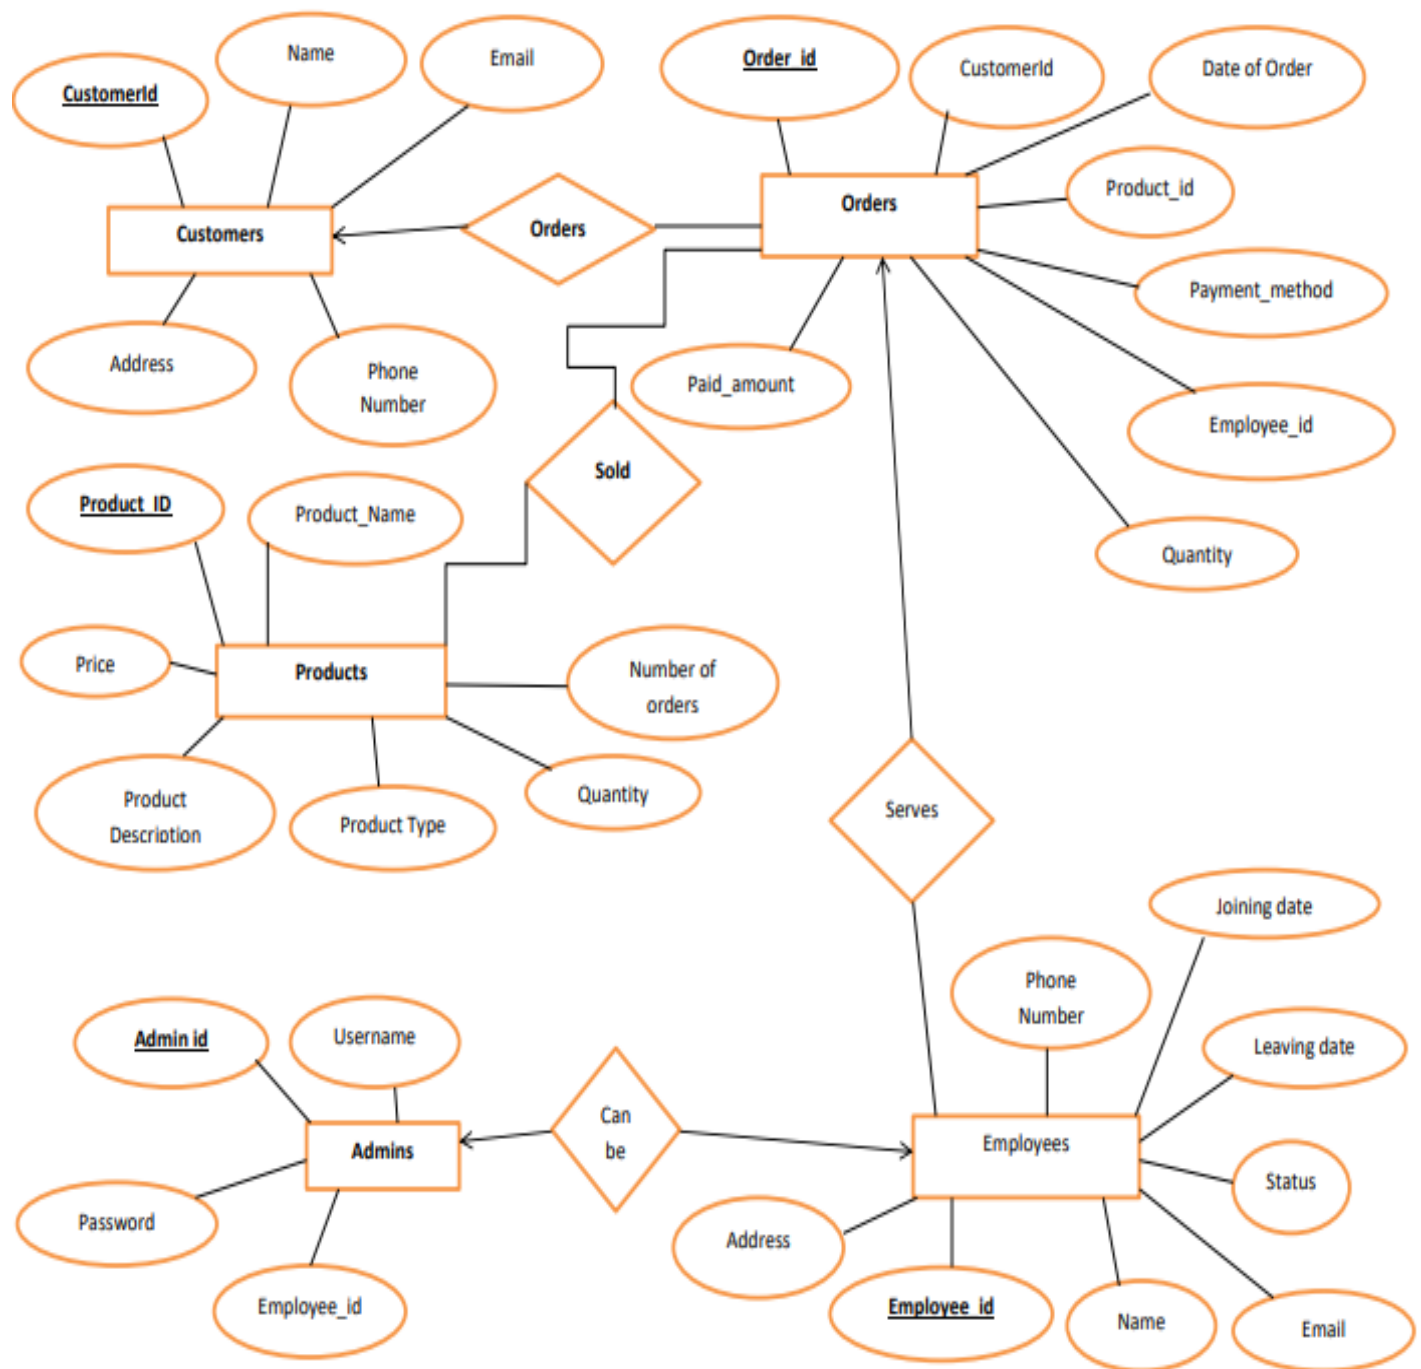 Name
Email
CustomerId
Order_id
CustomerId
Date of Order
Product_id
Orders
Customers
Orders
Payment_method
Address
Phone
Number
Paid_amount
Employee_id
Sold
Product_ID
Product_Name
Quantity
Price
Products
Number of
orders
Product
Description
Product Type
Quantity
Serves
Joining date
Phone
Number
Admin id
Username
Leaving date
Can
be
Admins
Employees
Status
Password
Address
Employee_id
Employee_id
Name
Email